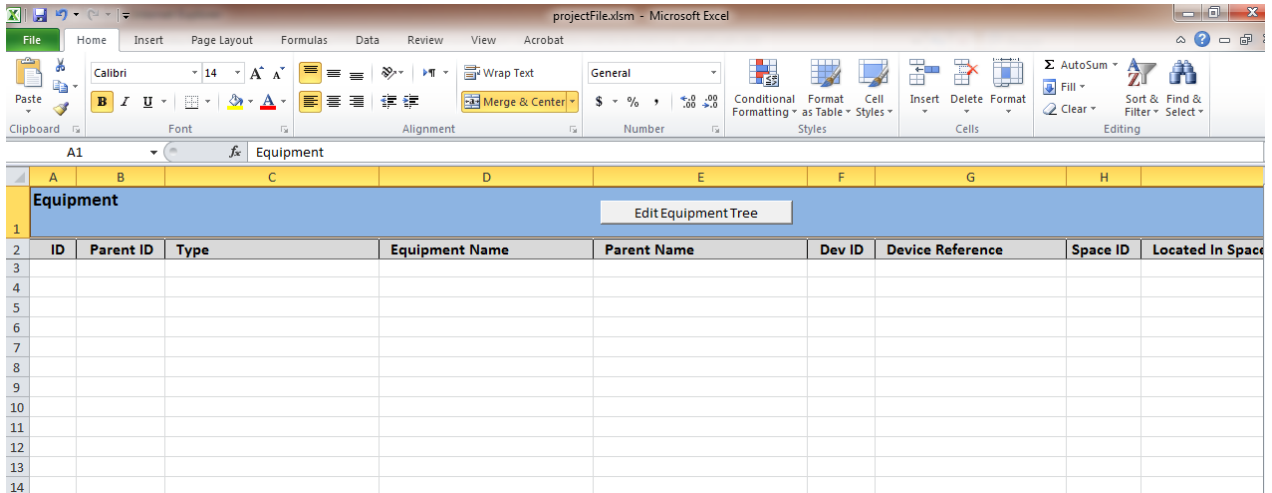 projectFile.xlsm - Microsoft Excel
File Home Insert Page Layout Formulas Data Review View Acrobat
Calibri 14 A A Wrap Text General Σ AutoSum
Paste B I U A Merge & Center $ % , .00 .0 Conditional Formatting Format as Table Cell Styles Insert Delete Format Fill Clear Sort & Filter Find & Select
Clipboard Font Alignment Number Styles Cells Editing
A1 fx Equipment
A B C D E F G H
Equipment
Edit Equipment Tree
1
2 ID Parent ID Type Equipment Name Parent Name Dev ID Device Reference Space ID Located In Space
3
4
5
6
7
8
9
10
11
12
13
14